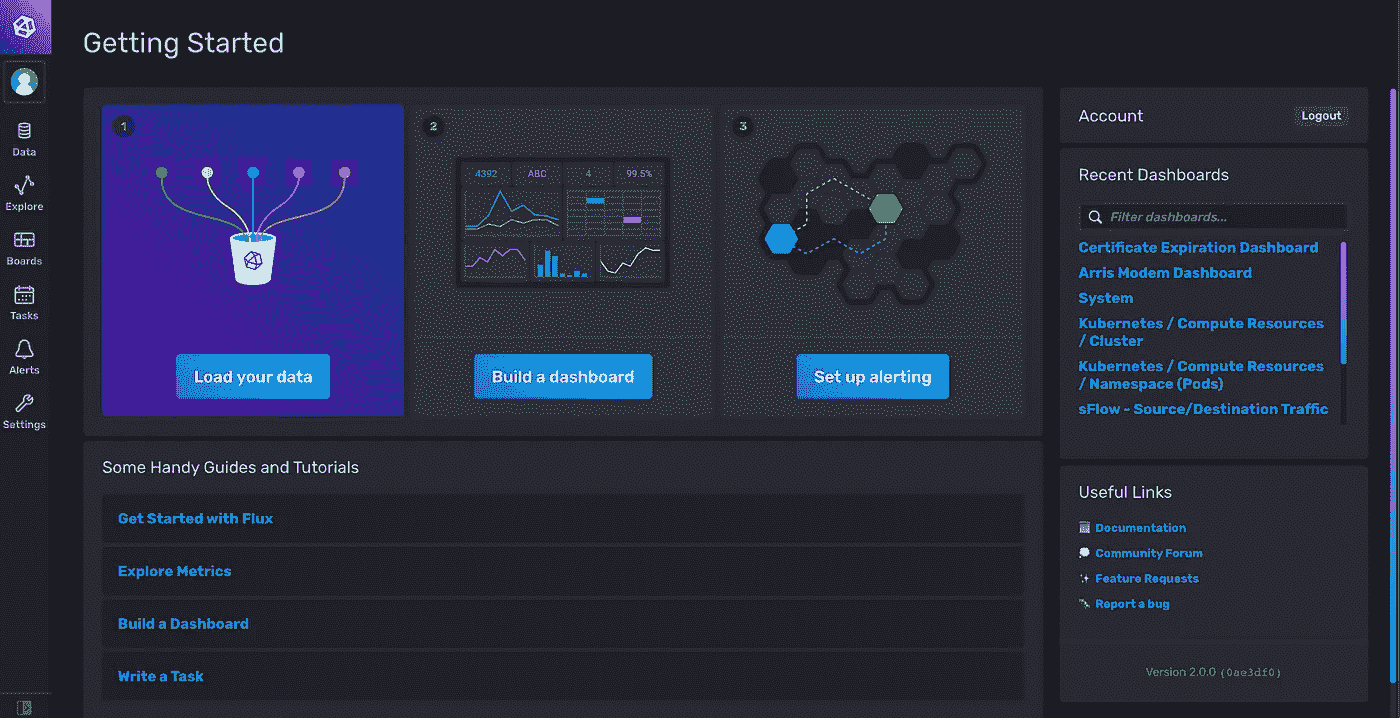 Getting Started
Data
Explore
Boards
Tasks
Alerts
Settings
1
Load your data
2
4392 ABC 4 99.5%
Build a dashboard
3
Set up alerting
Some Handy Guides and Tutorials
Get Started with Flux
Explore Metrics
Build a Dashboard
Write a Task
Account
Logout
Recent Dashboards
Filter dashboards...
Certificate Expiration Dashboard
Arris Modem Dashboard
System
Kubernetes / Compute Resources
/ Cluster
Kubernetes / Compute Resources
/ Namespace (Pods)
sFlow - Source/Destination Traffic
Useful Links
Documentation
Community Forum
Feature Requests
Report a bug
Version 2.0.0 (0ae3df0)